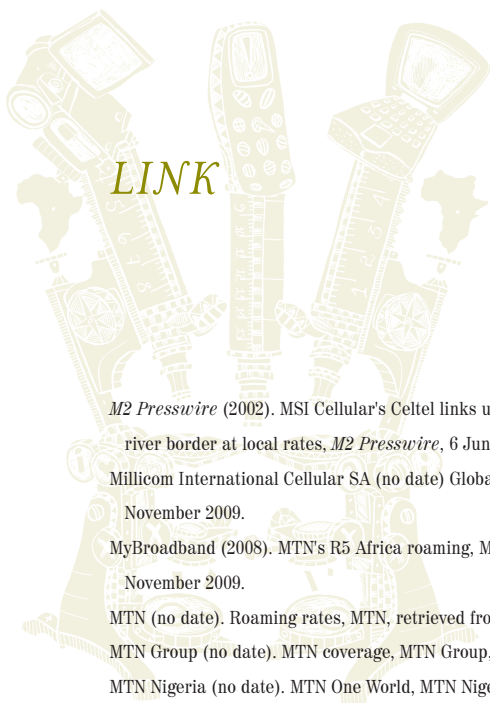 LINK
M2 Presswire (2002). MSI Cellular's Celtel links u
river border at local rates, M2 Presswire, 6 Jun
Millicom International Cellular SA (no date) Globa
November 2009.
MyBroadband (2008). MTN's R5 Africa roaming, M
November 2009.
MTN (no date). Roaming rates, MTN, retrieved fro
MTN Group (no date). MTN coverage, MTN Group,
MTN Nigeria (no date). MTN One World, MTN Nige